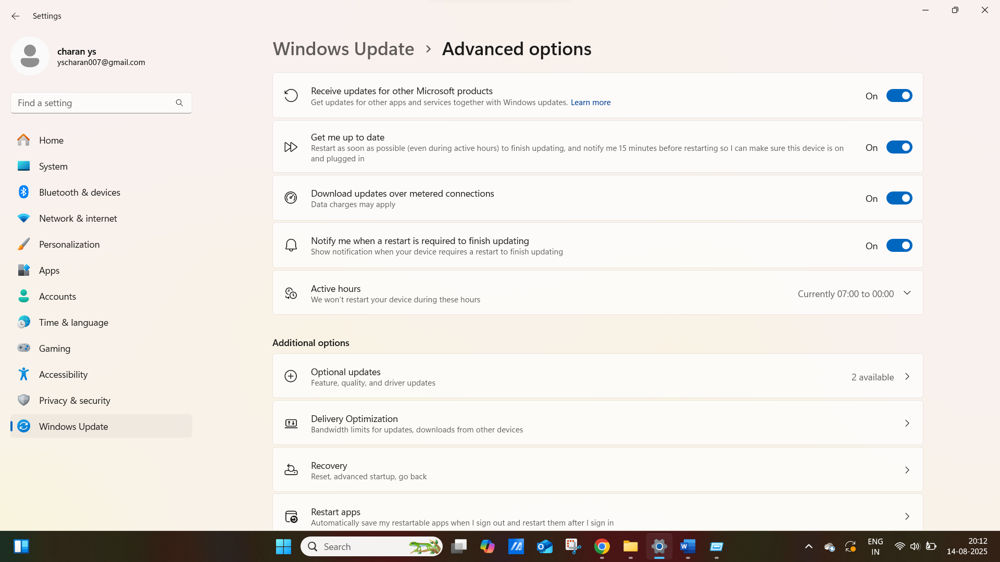 Settings
charan ys
yscharan007@gmail.com
Find a setting
Home
System
Bluetooth & devices
Network & internet
Personalization
Apps
Accounts
Time & language
Gaming
Accessibility
Privacy & security
Windows Update
Windows Update > Advanced options
Receive updates for other Microsoft products
Get updates for other apps and services together with Windows updates. Learn more
On
Get me up to date
Restart as soon as possible (even during active hours) to finish updating, and notify me 15 minutes before restarting so I can make sure this device is on
and plugged in
On
Download updates over metered connections
Data charges may apply
On
Notify me when a restart is required to finish updating
Show notification when your device requires a restart to finish updating
On
Active hours
We won't restart your device during these hours
Currently 07:00 to 00:00
Additional options
Optional updates
Feature, quality, and driver updates
2 available
Delivery Optimization
Bandwidth limits for updates, downloads from other devices
Recovery
Reset, advanced startup, go back
Restart apps
Automatically save my restartable apps when I sign out and restart them after I sign in
Search
ENG
IN
20:12
14-08-2025